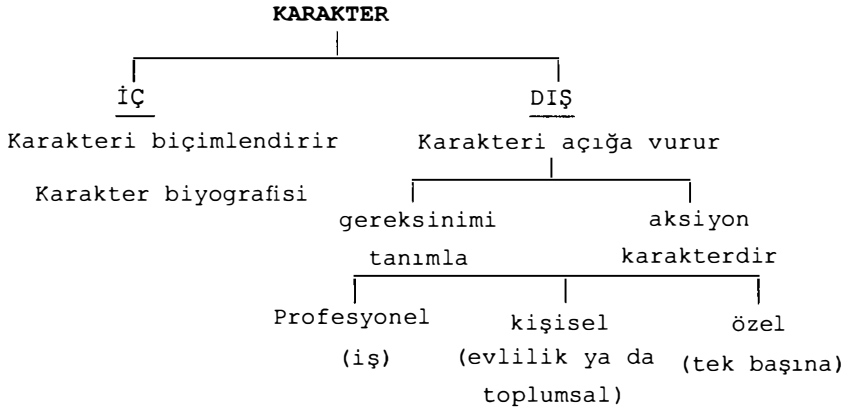 KARAKTER
İÇ
DIŞ
Karakteri biçimlendirir
Karakteri açığa vurur
Karakter biyografisi
gereksinimi
tanımla
aksiyon
karakterdir
Profesyonel
(iş)
kişisel
(evlilik ya da
toplumsal)
özel
(tek başına)